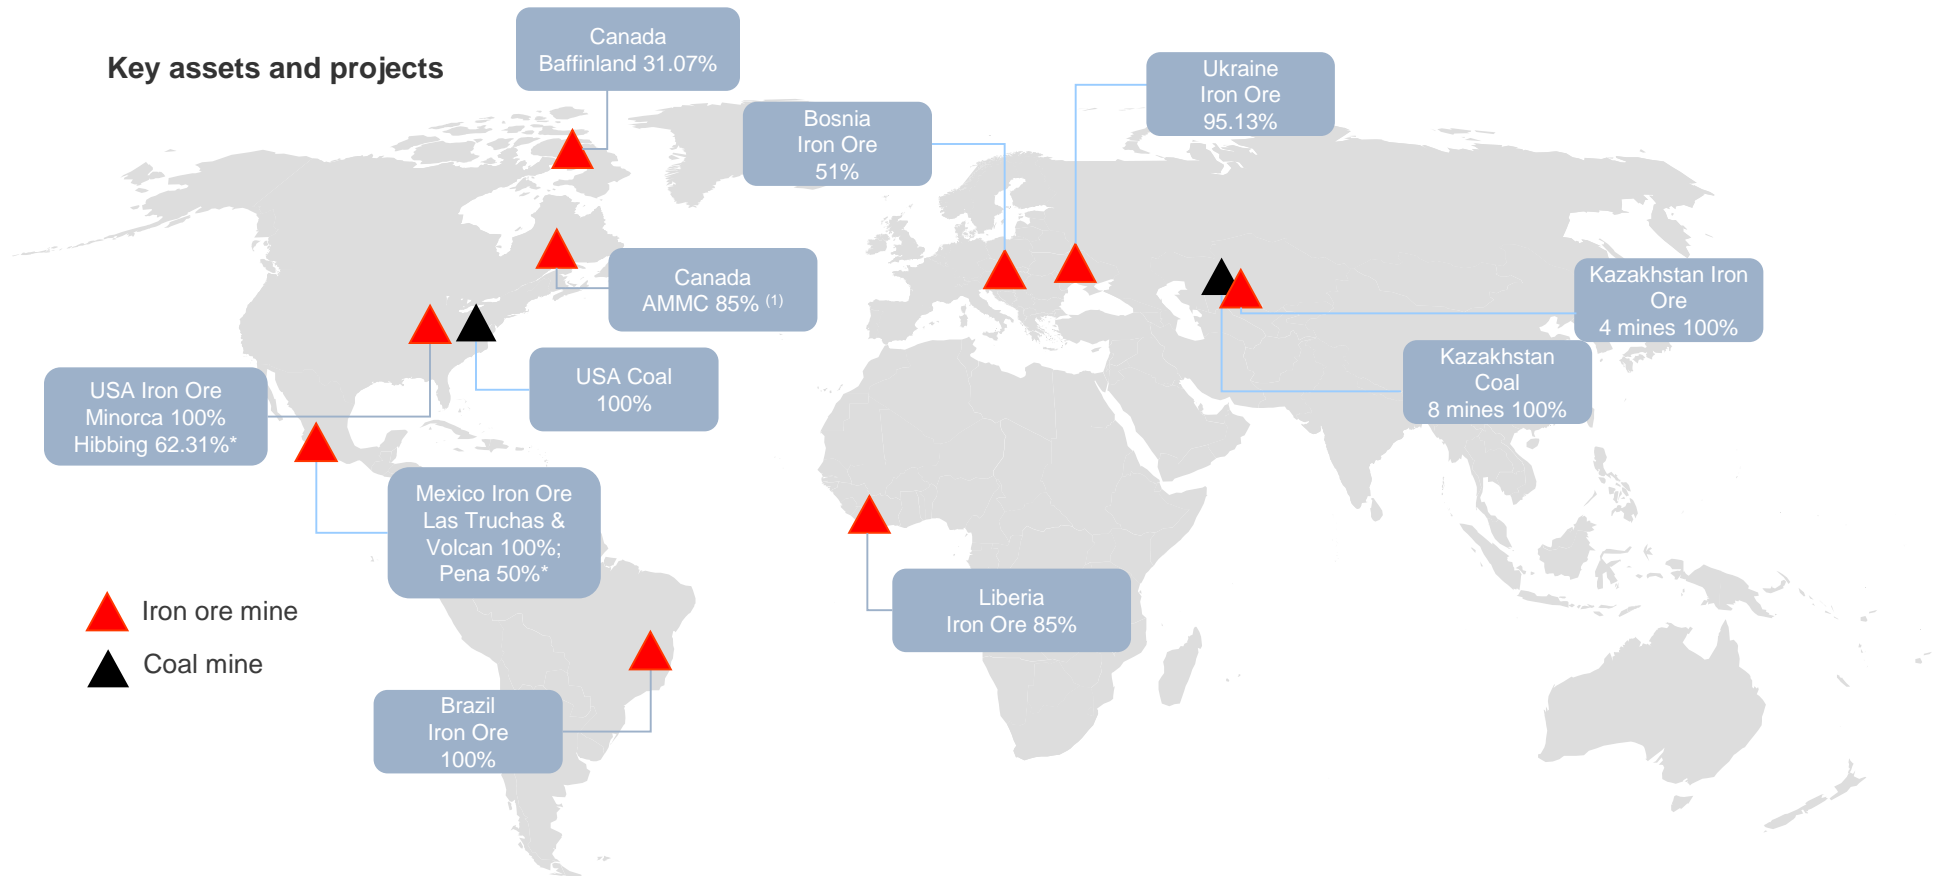 Key assets and projects
Canada
Baffinland 31.07%
Ukraine
Iron Ore
95.13%
Bosnia
Iron Ore
51%
Canada
AMMC 85% (1)
Kazakhstan Iron
Ore
4 mines 100%
Kazakhstan
Coal
8 mines 100%
USA Coal
100%
USA Iron Ore
Minorca 100%
Hibbing 62.31%*
Mexico Iron Ore
Las Truchas &
Volcan 100%;
Pena 50%*
Liberia
Iron Ore 85%
Iron ore mine
Coal mine
Brazil
Iron Ore
100%